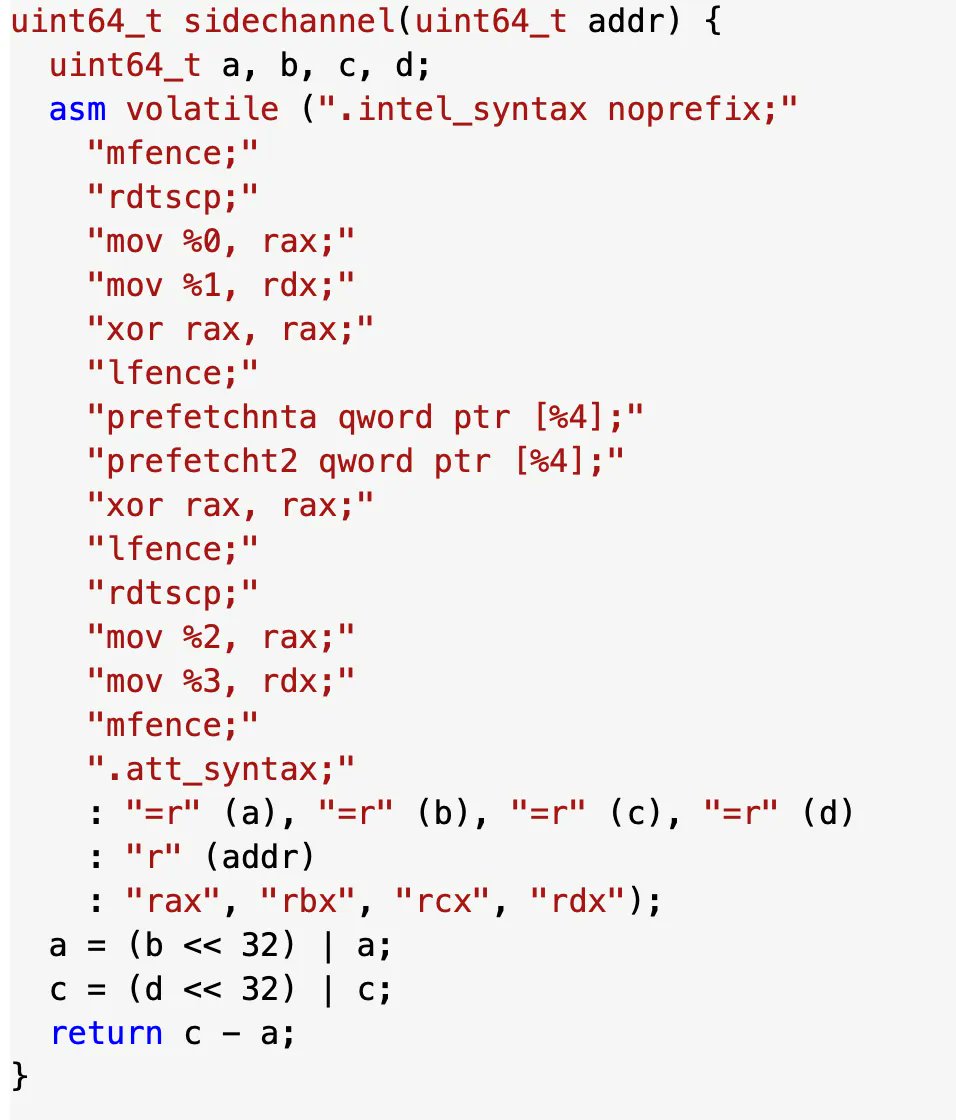 uint64_t sidechannel(uint64_t addr) {
  uint64_t a, b, c, d;
  asm volatile (".intel_syntax noprefix;"
    "mfence;"
    "rdtscp;"
    "mov %0, rax;"
    "mov %1, rdx;"
    "xor rax, rax;"
    "lfence;"
    "prefetchnta qword ptr [%4];"
    "prefetcht2 qword ptr [%4];"
    "xor rax, rax;"
    "lfence;"
    "rdtscp;"
    "mov %2, rax;"
    "mov %3, rdx;"
    "mfence;"
    ".att_syntax;"
    : "=r" (a), "=r" (b), "=r" (c), "=r" (d)
    : "r" (addr)
    : "rax", "rbx", "rcx", "rdx");
  a = (b << 32) | a;
  c = (d << 32) | c;
  return c - a;
}